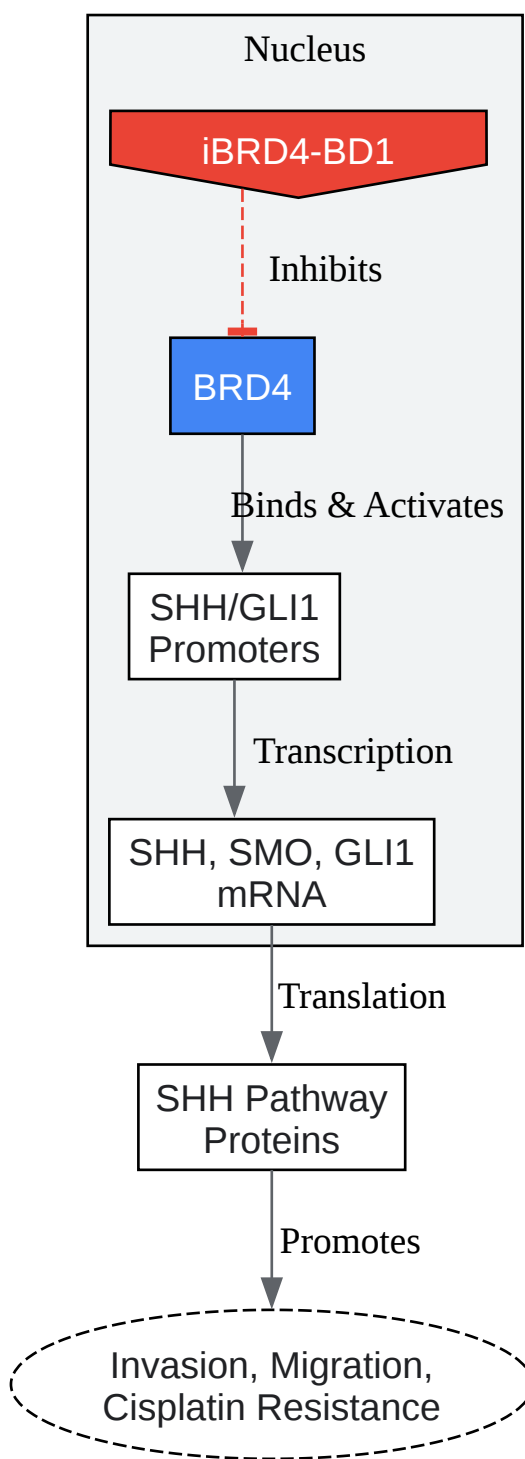 Nucleus
iBRD4-BD1
Inhibits
BRD4
Binds & Activates
SHH/GLI1
Promoters
Transcription
SHH, SMO, GLI1
mRNA
Translation
SHH Pathway
Proteins
Promotes
Invasion, Migration,
Cisplatin Resistance